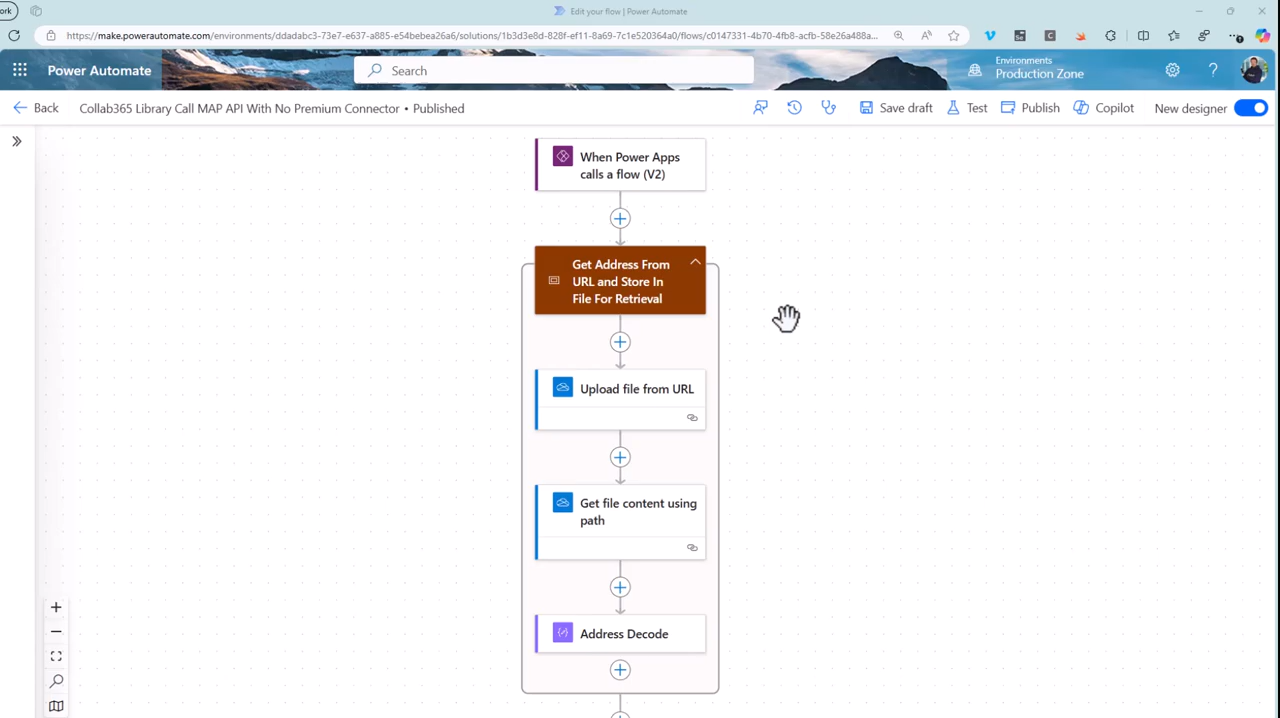 ork
Edit your flow | Power Automate
https://make.powerautomate.com/environments/ddadabc3-73e7-e637-a885-e54bebea26a6/solutions/1b3d3e8d-828f-ef11-8a69-7c1e520364a0/flows/c0147331-4b70-4fb8-acfb-58e26a488a...
Power Automate
Search
Environments
Production Zone
Back
Collab365 Library Call MAP API With No Premium Connector • Published
Save draft
Test
Publish
Copilot
New designer
When Power Apps
calls a flow (V2)
Get Address From
URL and Store In
File For Retrieval
Upload file from URL
Get file content using
path
Address Decode